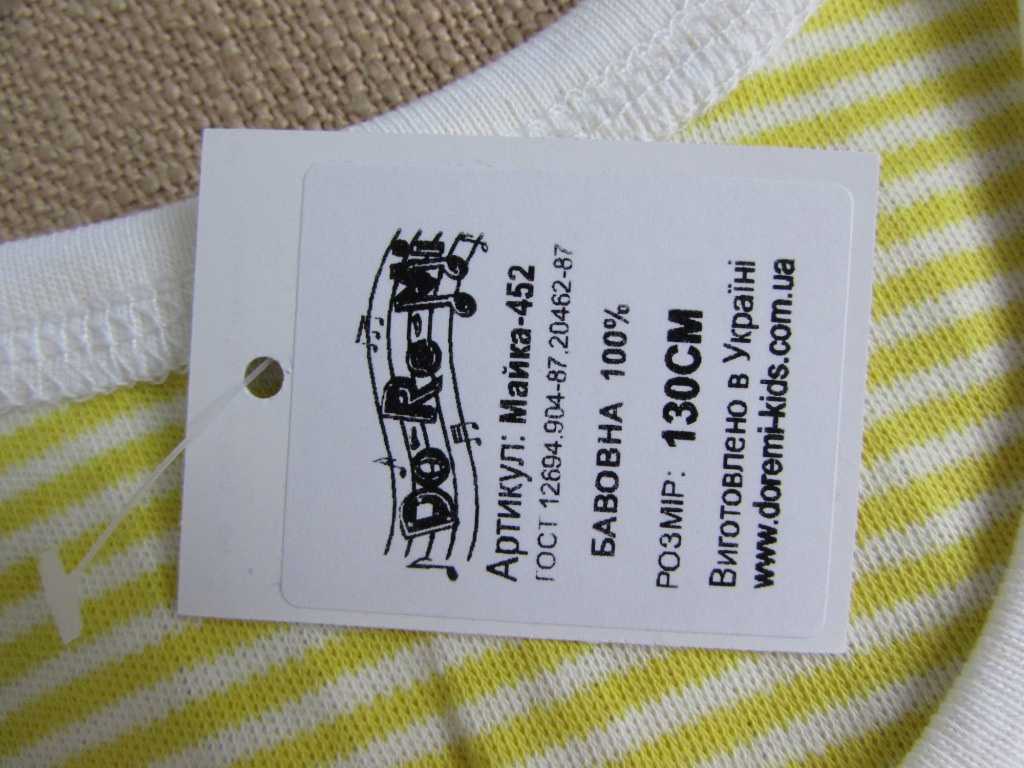 Do-Re-Mi
Артикул: Майка-452
ГОСТ 12694.904-87.20462-87
БАВОВНА 100%
РОЗМІР: 130СМ
Виготовлено в Україні
www.doremi-kids.com.ua